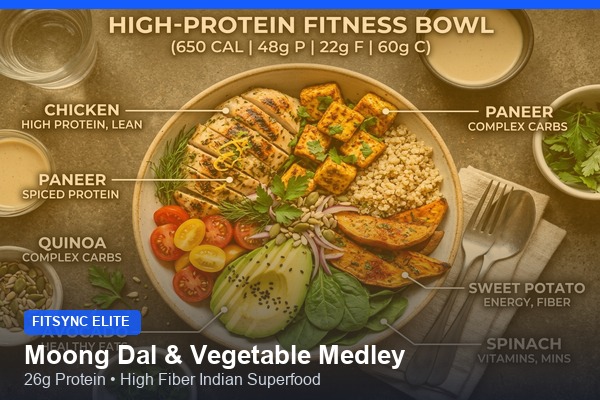 HIGH-PROTEIN FITNESS BOWL
(650 CAL | 48g P | 22g F | 60g C)
CHICKEN
HIGH PROTEIN, LEAN
PANEER
COMPLEX CARBS
PANEER
SPICED PROTEIN
QUINOA
COMPLEX CARBS
SWEET POTATO
ENERGY, FIBER
AVOCADO
HEALTHY FATS
SPINACH
VITAMINS, MINS
FITSYNC ELITE
Moong Dal & Vegetable Medley
26g Protein • High Fiber Indian Superfood